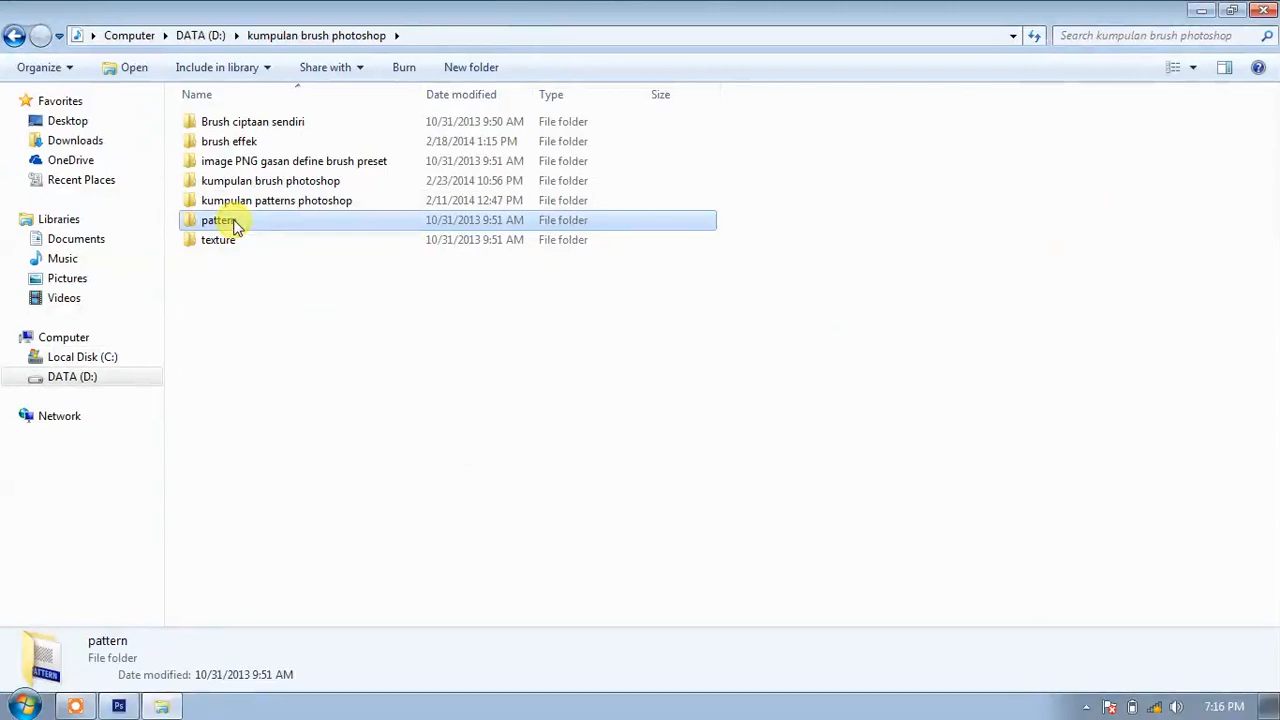 Computer DATA (D:) kumpulan brush photoshop Search kumpulan brush photoshop
Organize Open Include in library Share with Burn New folder
Name Date modified Type Size
Favorites
Desktop
Downloads
OneDrive
Recent Places
Libraries
Documents
Music
Pictures
Videos
Computer
Local Disk (C:)
DATA (D:)
Network
Brush ciptaan sendiri 10/31/2013 9:50 AM File folder
brush effek 2/18/2014 1:15 PM File folder
image PNG gasan define brush preset 10/31/2013 9:51 AM File folder
kumpulan brush photoshop 2/23/2014 10:56 PM File folder
kumpulan patterns photoshop 2/11/2014 12:47 PM File folder
pattern 10/31/2013 9:51 AM File folder
texture 10/31/2013 9:51 AM File folder
pattern
File folder
Date modified: 10/31/2013 9:51 AM
PATTERN
Ps
7:16 PM